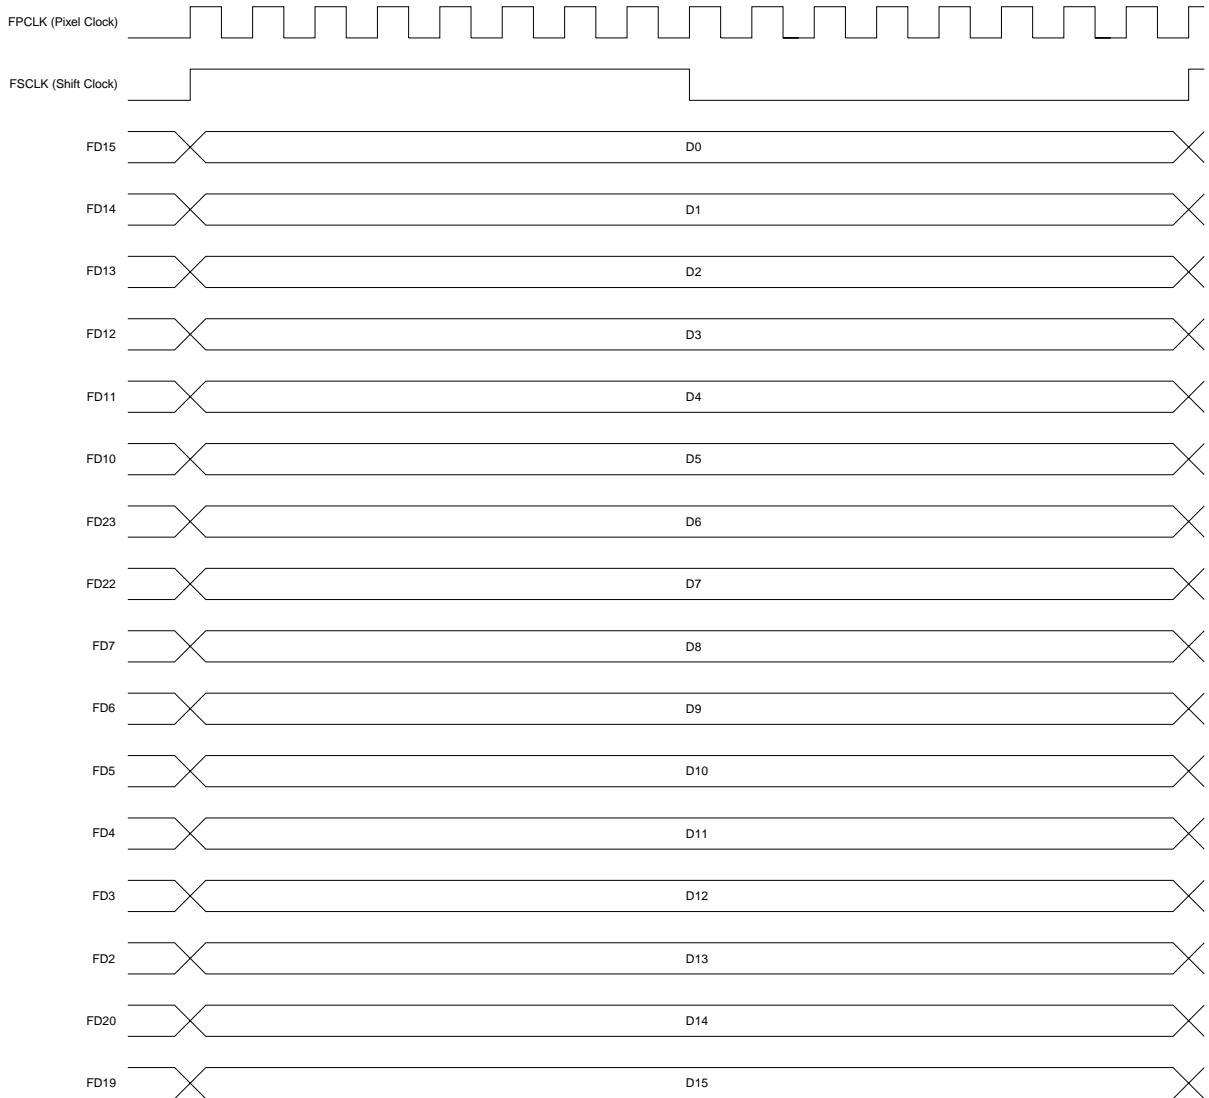 FPCLK (Pixel Clock)
FSCLK (Shift Clock)
FD15 D0
FD14 D1
FD13 D2
FD12 D3
FD11 D4
FD10 D5
FD23 D6
FD22 D7
FD7 D8
FD6 D9
FD5 D10
FD4 D11
FD3 D12
FD2 D13
FD20 D14
FD19 D15